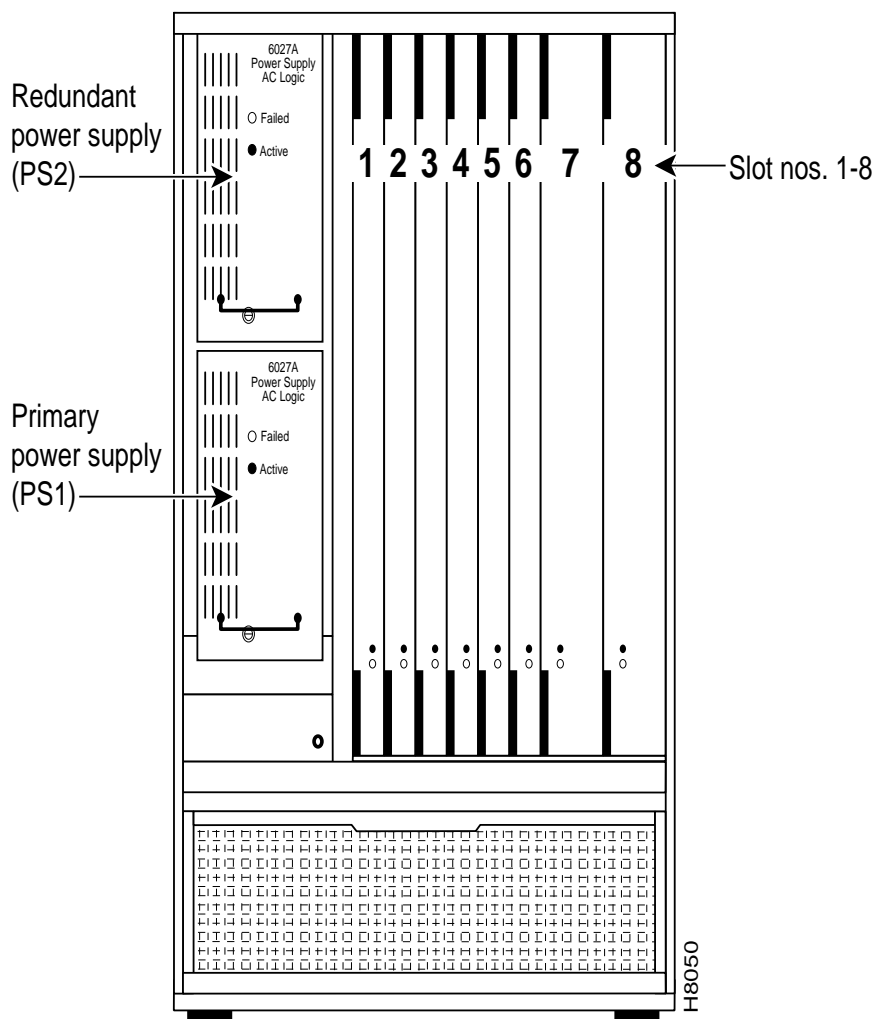 6027A
Power Supply
AC Logic
Failed
Active
Redundant
power supply
(PS2)
1 2 3 4 5 6 7 8
Slot nos. 1-8
6027A
Power Supply
AC Logic
Failed
Active
Primary
power supply
(PS1)
H8050